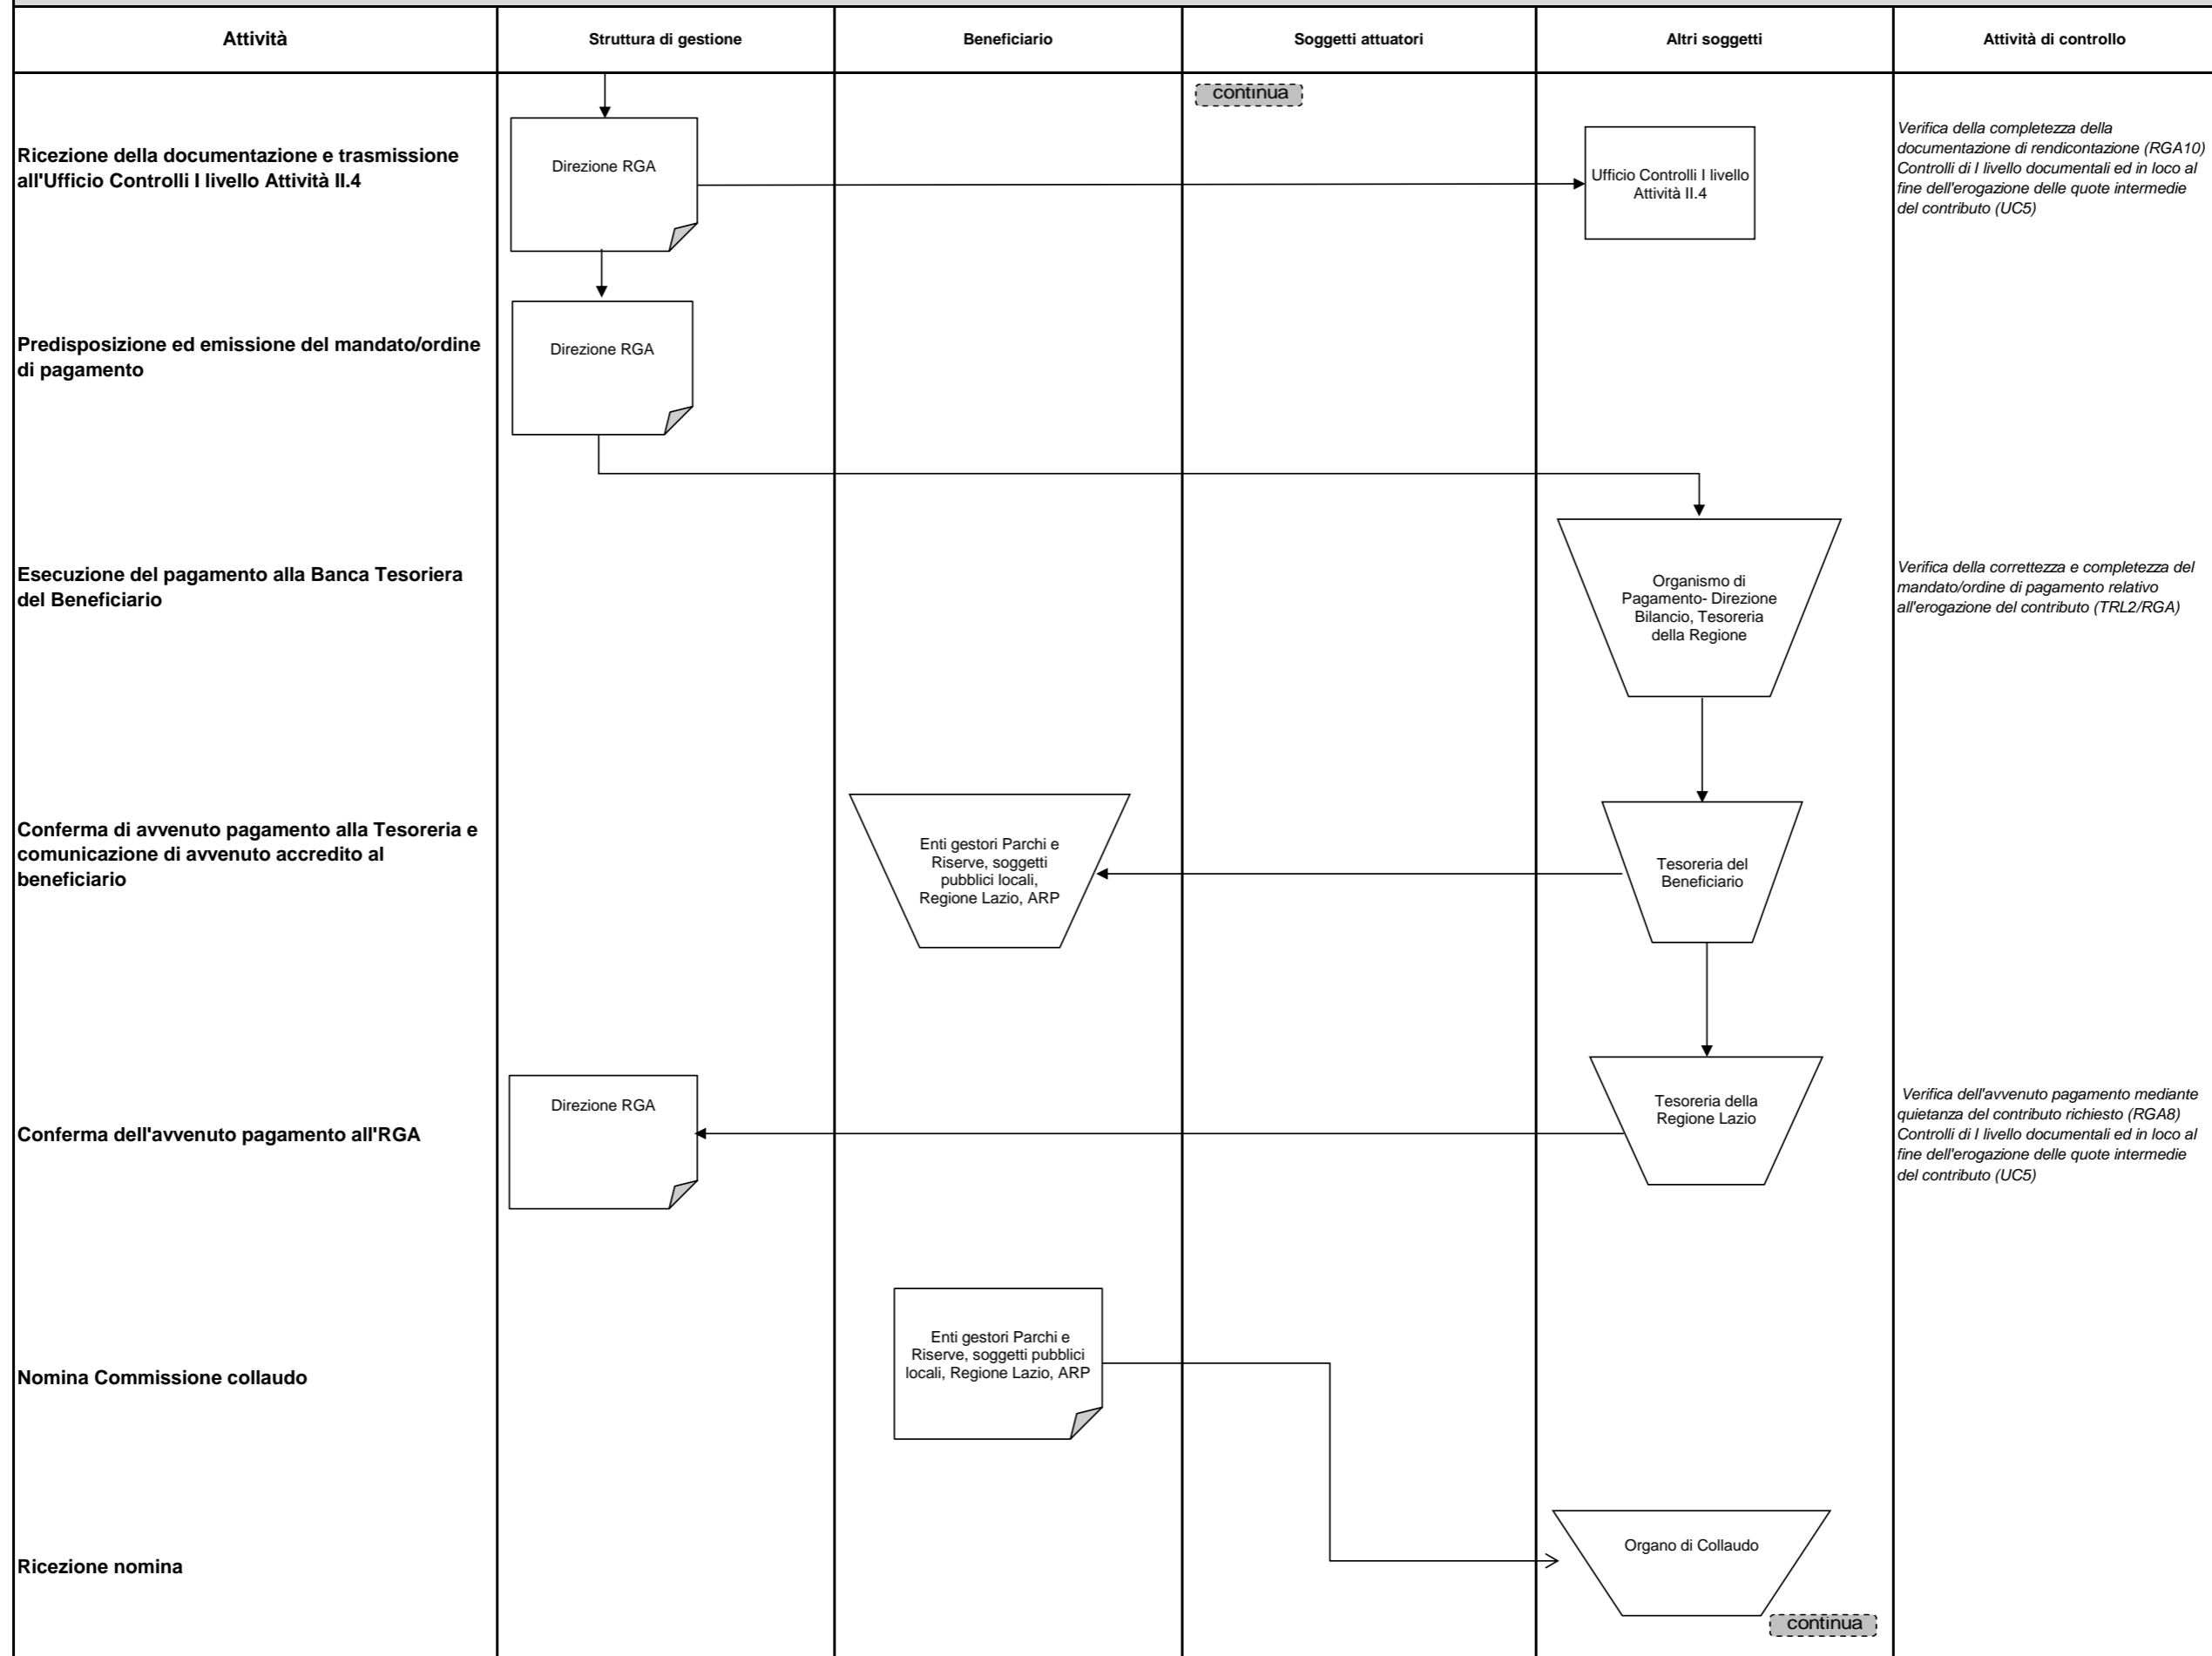 Attività
Struttura di gestione
Beneficiario
Soggetti attuatori
Altri soggetti
Attività di controllo
continua
Ricezione della documentazione e trasmissione
all'Ufficio Controlli I livello Attività II.4
Direzione RGA
Ufficio Controlli I livello
Attività II.4
Verifica della completezza della
documentazione di rendicontazione (RGA10)
Controlli di I livello documentali ed in loco al
fine dell'erogazione delle quote intermedie
del contributo (UC5)
Predisposizione ed emissione del mandato/ordine
di pagamento
Direzione RGA
Esecuzione del pagamento alla Banca Tesoriera
del Beneficiario
Organismo di
Pagamento- Direzione
Bilancio, Tesoreria
della Regione
Verifica della correttezza e completezza del
mandato/ordine di pagamento relativo
all'erogazione del contributo (TRL2/RGA)
Conferma di avvenuto pagamento alla Tesoreria e
comunicazione di avvenuto accredito al
beneficiario
Enti gestori Parchi e
Riserve, soggetti
pubblici locali,
Regione Lazio, ARP
Tesoreria del
Beneficiario
Conferma dell'avvenuto pagamento all'RGA
Direzione RGA
Tesoreria della
Regione Lazio
Verifica dell'avvenuto pagamento mediante
quietanza del contributo richiesto (RGA8)
Controlli di I livello documentali ed in loco al
fine dell'erogazione delle quote intermedie
del contributo (UC5)
Nomina Commissione collaudo
Enti gestori Parchi e
Riserve, soggetti pubblici
locali, Regione Lazio, ARP
Ricezione nomina
Organo di Collaudo
continua